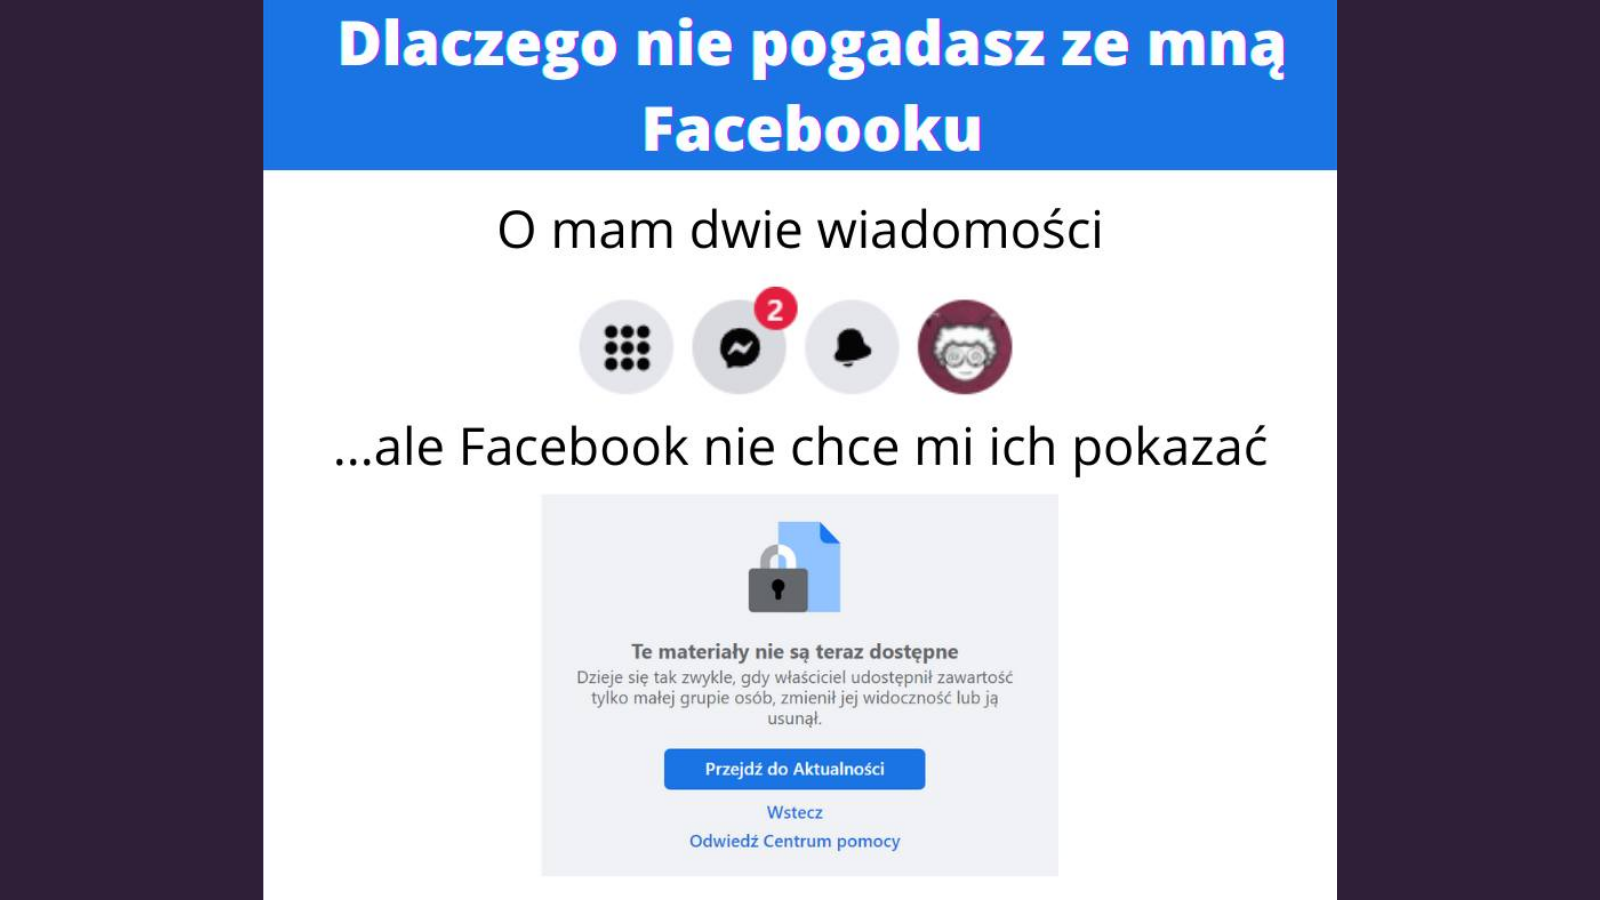 Dlaczego nie pogadasz ze mną
Facebooku
O mam dwie wiadomości
2
...ale Facebook nie chce mi ich pokazać
Te materiały nie są teraz dostępne
Dzieje się tak zwykle, gdy właściciel udostępnił zawartość
tylko małej grupie osób, zmienił jej widoczność lub ją
usunął.
Przejdź do Aktualności
Wstecz
Odwiedź Centrum pomocy